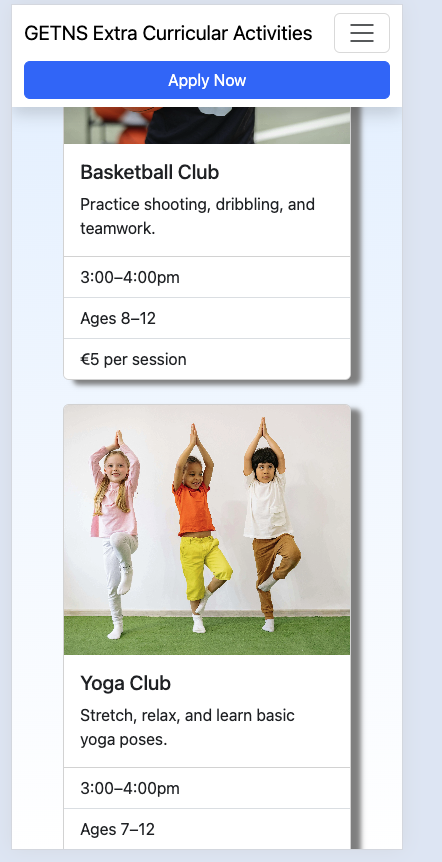 GETNS Extra Curricular Activities
Apply Now
Basketball Club
Practice shooting, dribbling, and
teamwork.
3:00–4:00pm
Ages 8–12
€5 per session
Yoga Club
Stretch, relax, and learn basic
yoga poses.
3:00–4:00pm
Ages 7–12